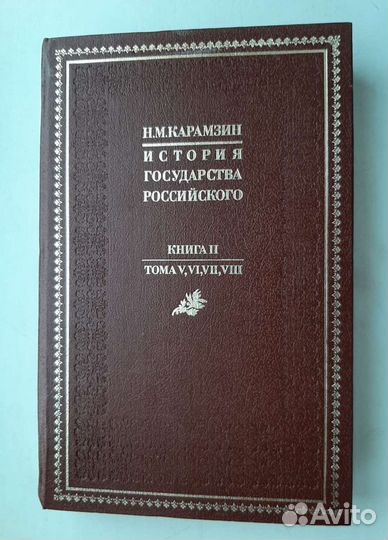 Н.М.КАРАМЗИН
ИСТОРИЯ
ГОСУДАРСТВА
РОССИЙСКОГО
КНИГА II
ТОМА V, VI, VII, VIII
Avito